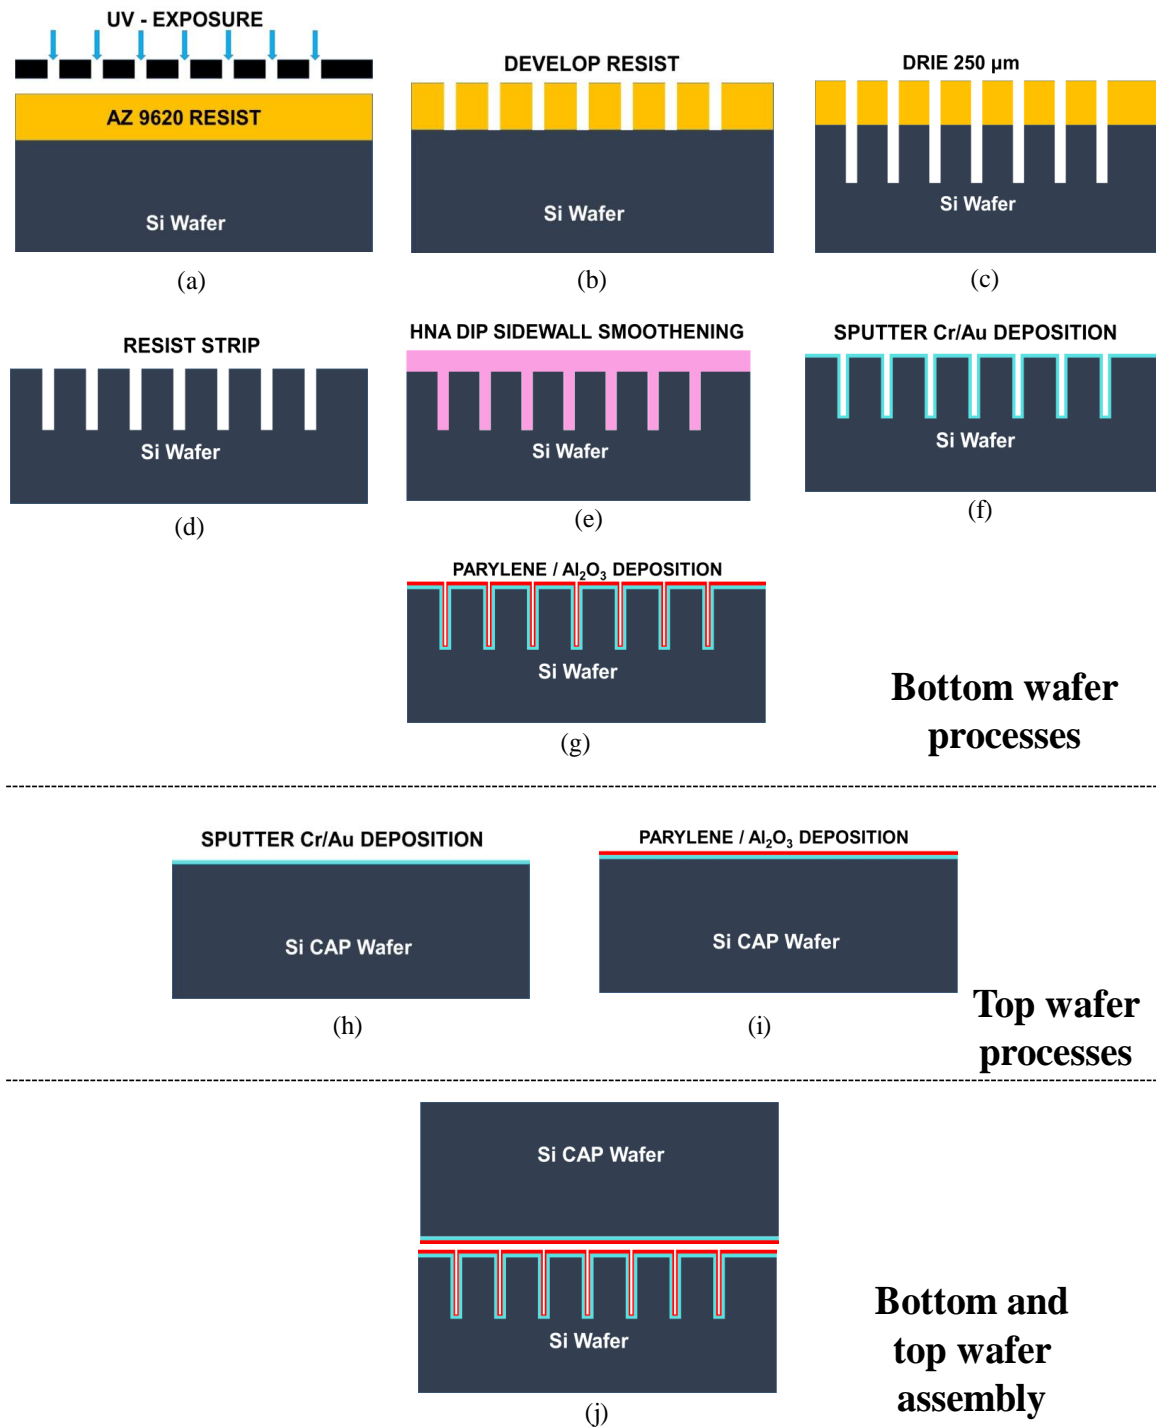 UV - EXPOSURE
AZ 9620 RESIST
Si Wafer
(a)
DEVELOP RESIST
Si Wafer
(b)
DRIE 250 µm
Si Wafer
(c)
RESIST STRIP
Si Wafer
(d)
HNA DIP SIDEWALL SMOOTHENING
Si Wafer
(e)
SPUTTER Cr/Au DEPOSITION
Si Wafer
(f)
PARYLENE / Al₂O₃ DEPOSITION
Si Wafer
(g)
Bottom wafer
processes
SPUTTER Cr/Au DEPOSITION
Si CAP Wafer
(h)
PARYLENE / Al₂O₃ DEPOSITION
Si CAP Wafer
(i)
Top wafer
processes
Si CAP Wafer
Si Wafer
(j)
Bottom and
top wafer
assembly